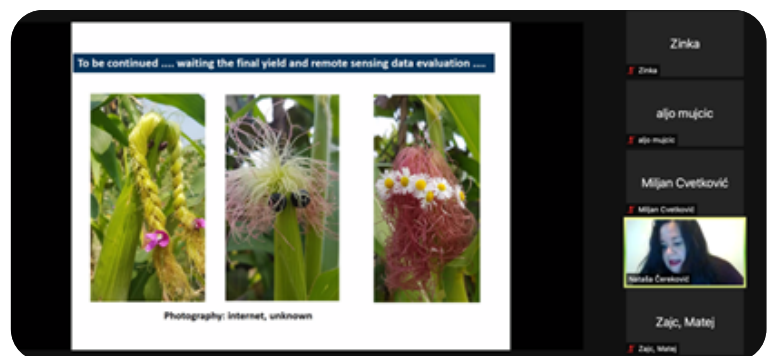 To be continued .... waiting the final yield and remote sensing data evaluation ....
Photography: internet, unknown
Zinka
Zinka
aljo mujcic
aljo mujcic
Miljan Cvetković
Miljan Cvetković
Nataša Čereković
Zajc, Matej
Zajc, Matej